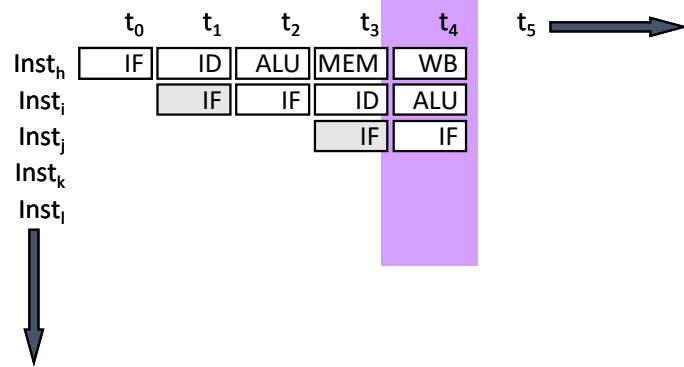 t0 t1 t2 t3 t4 t5
Insth IF ID ALU MEM WB
Insti IF IF ID ALU
Instj IF IF
Instk
Instl